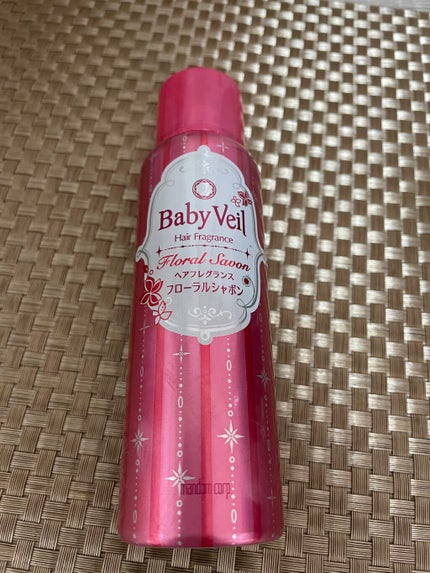 Baby Veil
Hair Fragrance
Floral Savon
ヘアフレグランス
フローラルシャボン
mandom corp.